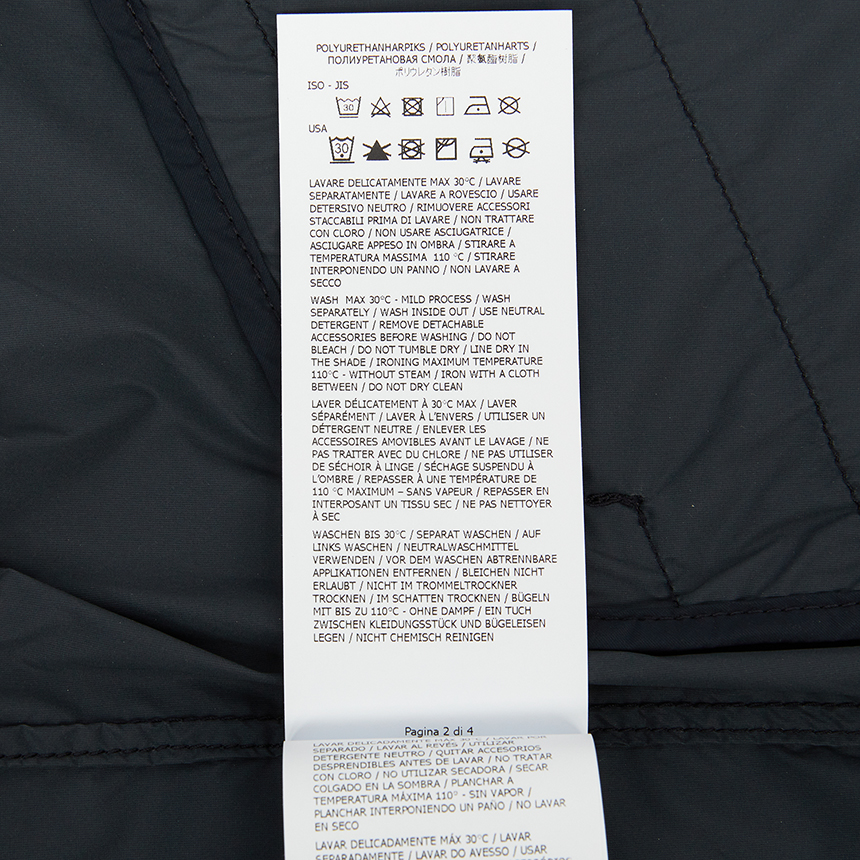 POLYURETHANHARPIKS / POLYURETANHARTS /
ПОЛИУРЕТАНОВАЯ СМОЛА / 聚氨酯树脂 /
ポリウレタン樹脂
ISO - JIS
30
USA
30
LAVARE DELICATAMENTE MAX 30°C / LAVARE
SEPARATAMENTE / LAVARE A ROVESCIO / USARE
DETERSIVO NEUTRO / RIMUOVERE ACCESSORI
STACCABILI PRIMA DI LAVARE / NON TRATTARE
CON CLORO / NON USARE ASCIUGATRICE /
ASCIUGARE APPESO IN OMBRA / STIRARE A
TEMPERATURA MASSIMA 110 °C / STIRARE
INTERPONENDO UN PANNO / NON LAVARE A
SECCO
WASH MAX 30°C - MILD PROCESS / WASH
SEPARATELY / WASH INSIDE OUT / USE NEUTRAL
DETERGENT / REMOVE DETACHABLE
ACCESSORIES BEFORE WASHING / DO NOT
BLEACH / DO NOT TUMBLE DRY / LINE DRY IN
THE SHADE / IRONING MAXIMUM TEMPERATURE
110°C - WITHOUT STEAM / IRON WITH A CLOTH
BETWEEN / DO NOT DRY CLEAN
LAVER DÉLICATEMENT À 30°C MAX / LAVER
SÉPARÉMENT / LAVER À L'ENVERS / UTILISER UN
DÉTERGENT NEUTRE / ENLEVER LES
ACCESSOIRES AMOVIBLES AVANT LE LAVAGE / NE
PAS TRAITER AVEC DU CHLORE / NE PAS UTILISER
DE SÉCHOIR À LINGE / SÉCHAGE SUSPENDU À
L'OMBRE / REPASSER À UNE TEMPÉRATURE DE
110 °C MAXIMUM – SANS VAPEUR / REPASSER EN
INTERPOSANT UN TISSU SEC / NE PAS NETTOYER
À SEC
WASCHEN BIS 30°C / SEPARAT WASCHEN / AUF
LINKS WASCHEN / NEUTRALWASCHMITTEL
VERWENDEN / VOR DEM WASCHEN ABTRENNBARE
APPLIKATIONEN ENTFERNEN / BLEICHEN NICHT
ERLAUBT / NICHT IM TROMMELTROCKNER
TROCKNEN / IM SCHATTEN TROCKNEN / BÜGELN
MIT BIS ZU 110°C - OHNE DAMPF / EIN TUCH
ZWISCHEN KLEIDUNGSSTÜCK UND BÜGELEISEN
LEGEN / NICHT CHEMISCH REINIGEN
Pagina 2 di 4
LAVAR DELICADAMENTE MÁX 30°C / LAVAR POR
SEPARADO / LAVAR AL REVÉS / UTILIZAR
DETERGENTE NEUTRO / QUITAR ACCESORIOS
DESPRENDIBLES ANTES DE LAVAR / NO TRATAR
CON CLORO / NO UTILIZAR SECADORA / SECAR
COLGADO EN LA SOMBRA / PLANCHAR A
TEMPERATURA MÁXIMA 110° - SIN VAPOR /
PLANCHAR INTERPONIENDO UN PAÑO / NO LAVAR
EN SECO
LAVAR DELICADAMENTE MÁX 30°C / LAVAR
SEPARADAMENTE / LAVAR DO AVESSO / USAR